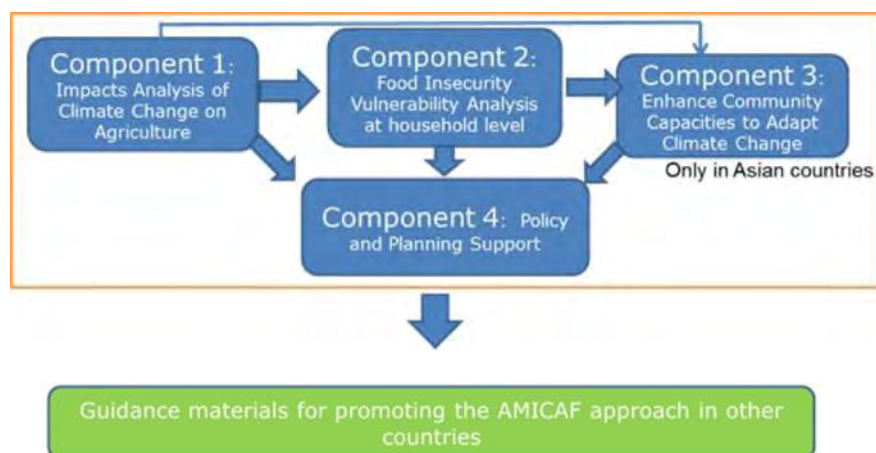 Component 1:
Impacts Analysis of
Climate Change on
Agriculture
Component 2:
Food Insecurity
Vulnerability Analysis
at household level
Component 3:
Enhance Community
Capacities to Adapt
Climate Change
Only in Asian countries
Component 4: Policy
and Planning Support
Guidance materials for promoting the AMICAF approach in other
countries